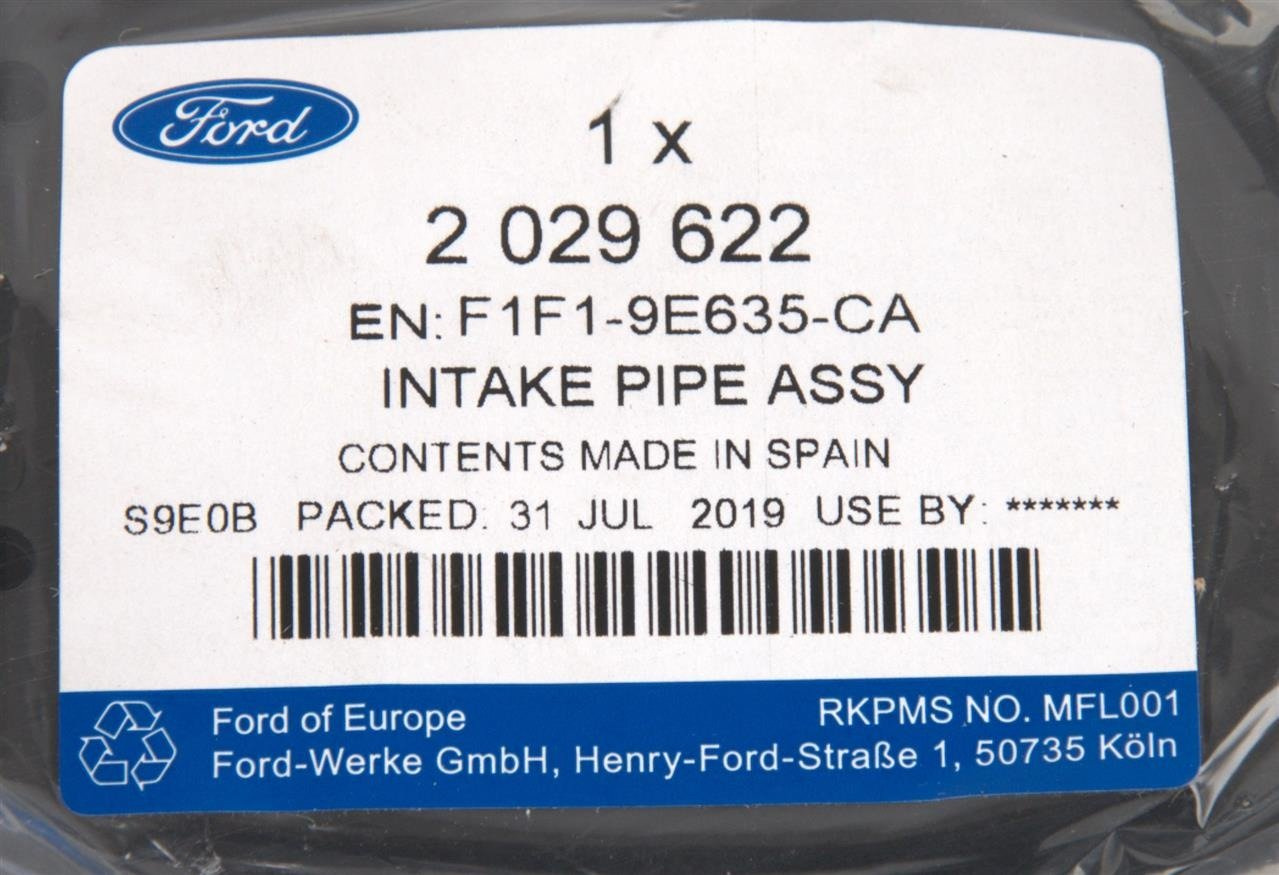 Ford
1 x
2 029 622
EN: F1F1-9E635-CA
INTAKE PIPE ASSY
CONTENTS MADE IN SPAIN
S9E0B PACKED: 31 JUL 2019 USE BY: *******
Ford of Europe
RKPMS NO. MFL001
Ford-Werke GmbH, Henry-Ford-Straße 1, 50735 Köln